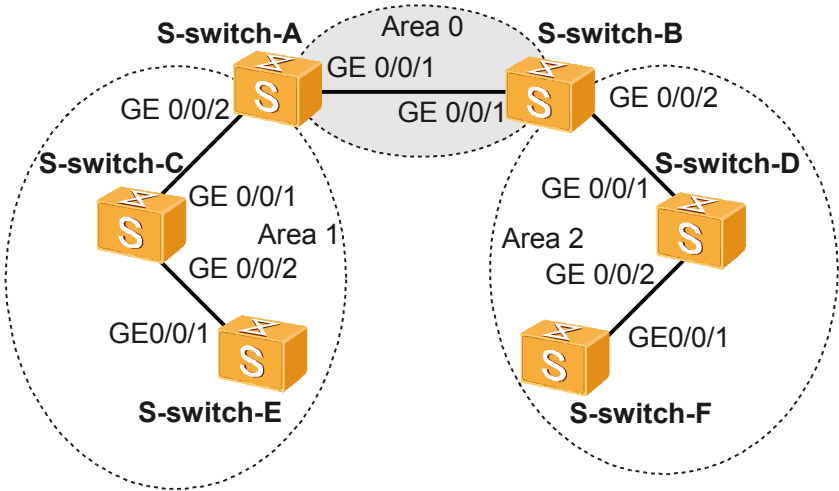 Area 0
S-switch-A
S-switch-B
GE 0/0/1
GE 0/0/2
GE 0/0/1
GE 0/0/2
S
S
S-switch-C
S-switch-D
GE 0/0/1
GE 0/0/1
S
S
Area 1
Area 2
GE 0/0/2
GE 0/0/2
GE0/0/1
GE0/0/1
S
S
S-switch-E
S-switch-F